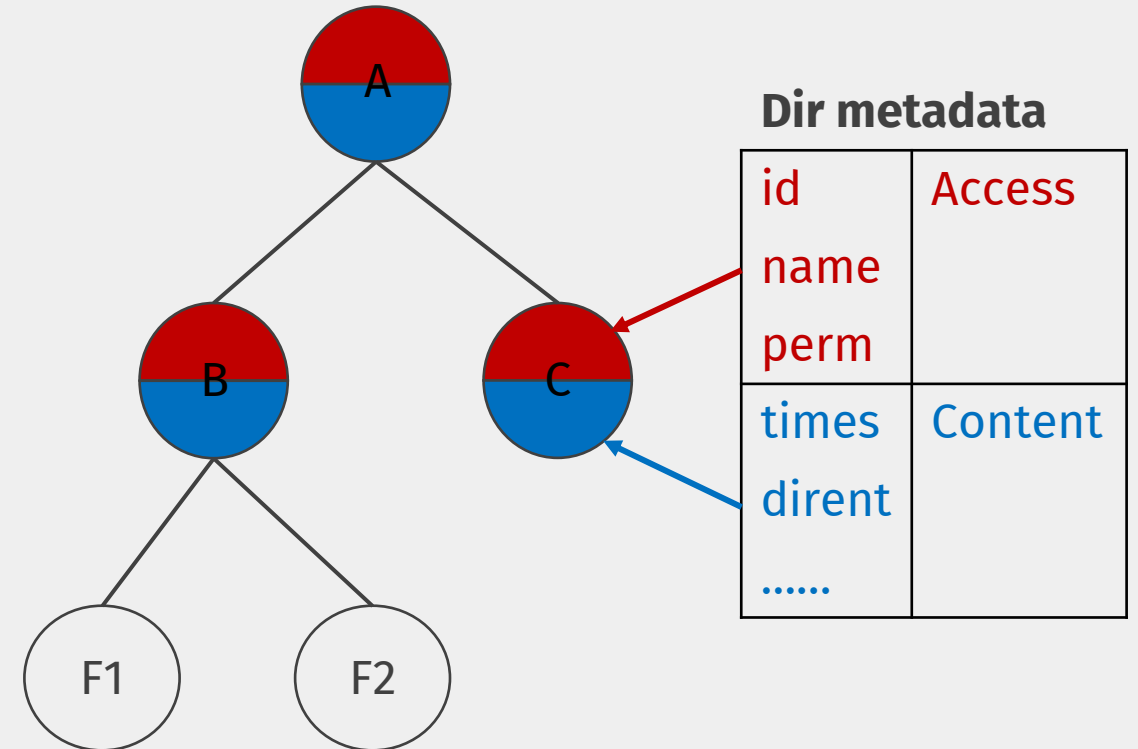 A
B
C
F1
F2
Dir metadata
id Access
name
perm
times Content
dirent
......